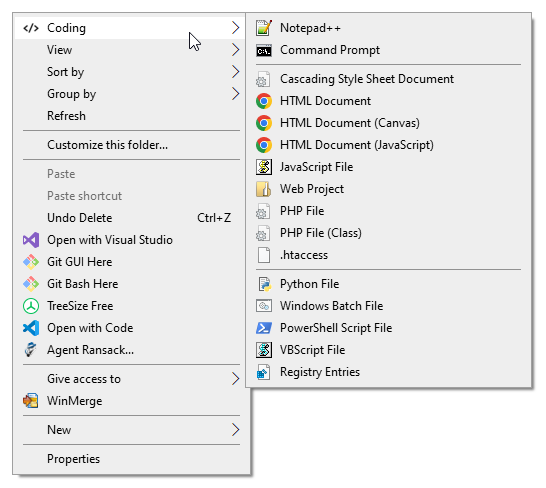 Coding
View
Sort by
Group by
Refresh
Customize this folder...
Paste
Paste shortcut
Undo Delete Ctrl+Z
Open with Visual Studio
Git GUI Here
Git Bash Here
TreeSize Free
Open with Code
Agent Ransack...
Give access to
WinMerge
New
Properties
Notepad++
Command Prompt
Cascading Style Sheet Document
HTML Document
HTML Document (Canvas)
HTML Document (JavaScript)
JavaScript File
Web Project
PHP File
PHP File (Class)
.htaccess
Python File
Windows Batch File
PowerShell Script File
VBScript File
Registry Entries